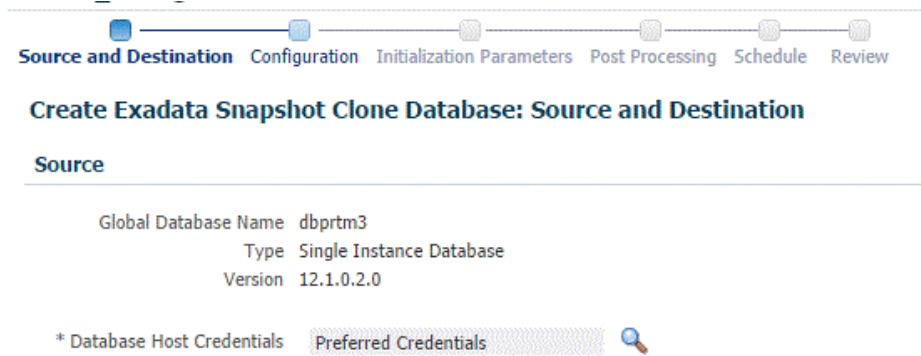 Source and Destination Configuration Initialization Parameters Post Processing Schedule Review
Create Exadata Snapshot Clone Database: Source and Destination
Source
Global Database Name dbprtm3
Type Single Instance Database
Version 12.1.0.2.0
* Database Host Credentials Preferred Credentials